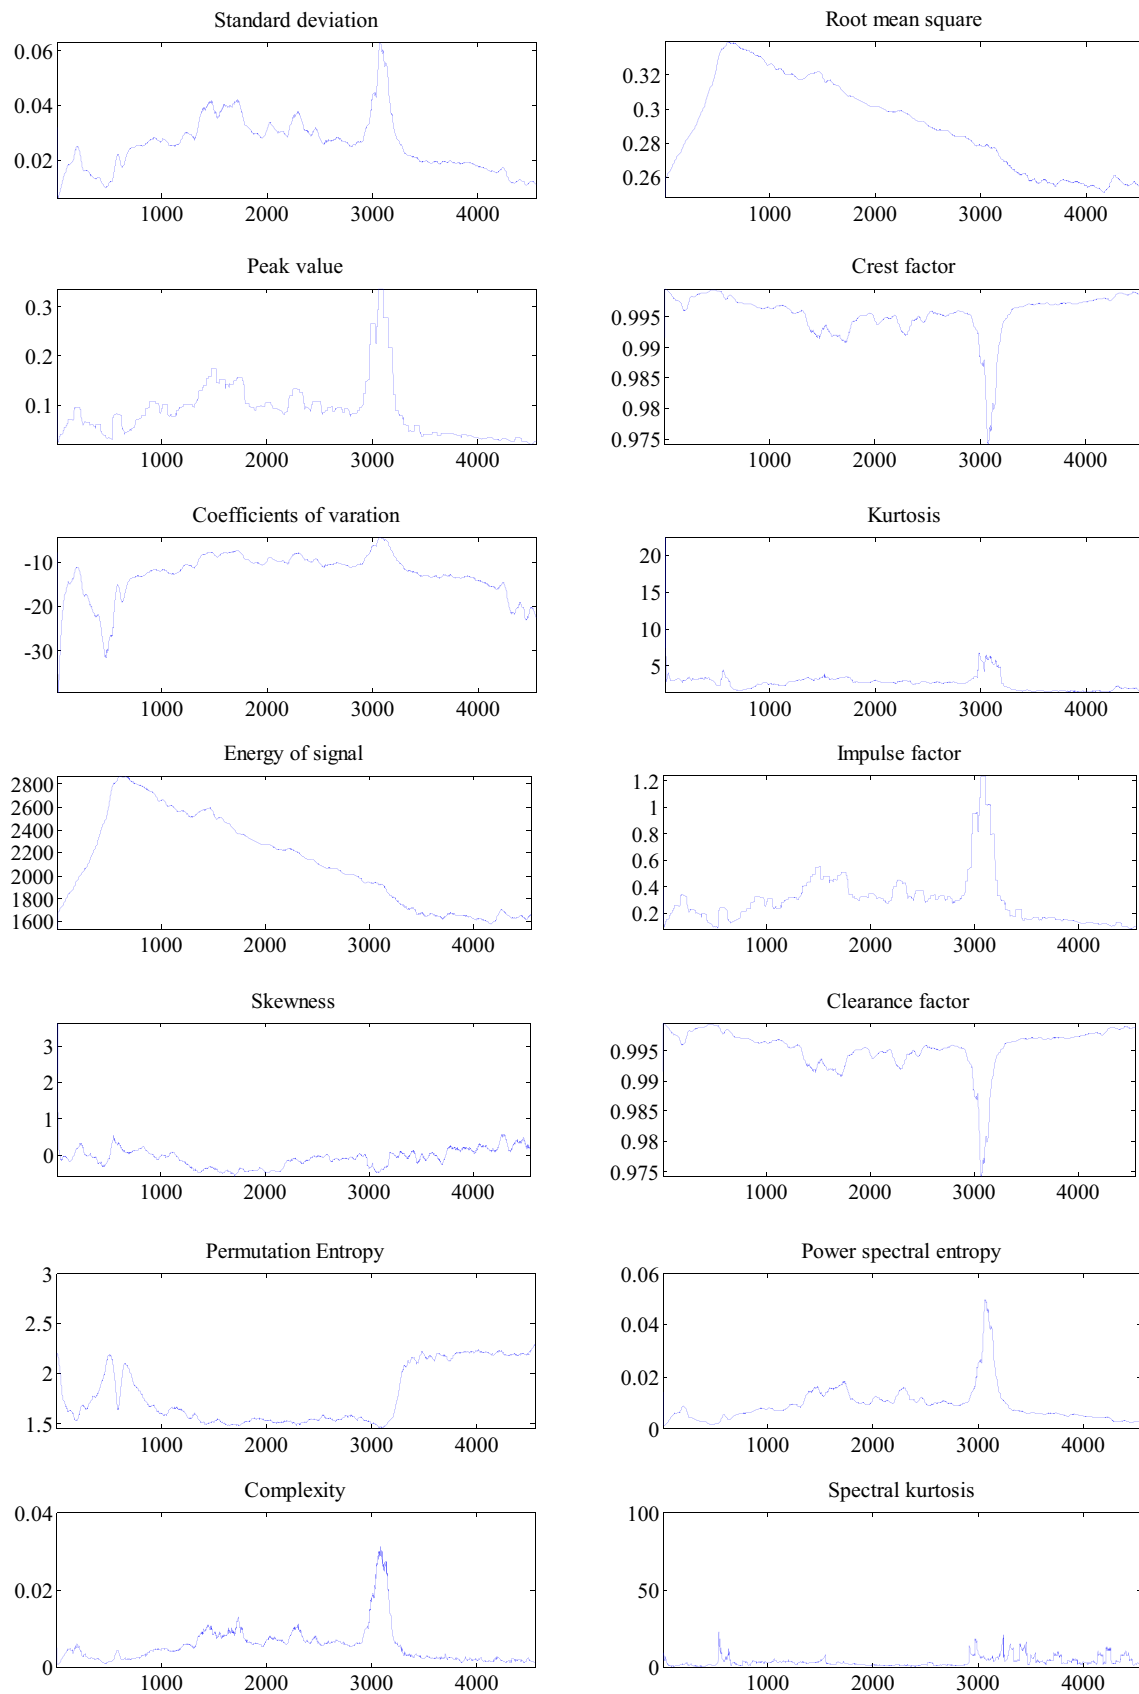 Standard deviation
0.06
0.04
0.02
1000 2000 3000 4000
Root mean square
0.32
0.3
0.28
0.26
1000 2000 3000 4000
Peak value
0.3
0.2
0.1
1000 2000 3000 4000
Crest factor
0.995
0.99
0.985
0.98
0.975
1000 2000 3000 4000
Coefficients of varation
-10
-20
-30
1000 2000 3000 4000
Kurtosis
20
15
10
5
1000 2000 3000 4000
Energy of signal
2800
2600
2400
2200
2000
1800
1600
1000 2000 3000 4000
Impulse factor
1.2
1
0.8
0.6
0.4
0.2
1000 2000 3000 4000
Skewness
3
2
1
0
1000 2000 3000 4000
Clearance factor
0.995
0.99
0.985
0.98
0.975
1000 2000 3000 4000
Permutation Entropy
3
2.5
2
1.5
1000 2000 3000 4000
Power spectral entropy
0.06
0.04
0.02
0
1000 2000 3000 4000
Complexity
0.04
0.02
0
1000 2000 3000 4000
Spectral kurtosis
100
50
0
1000 2000 3000 4000